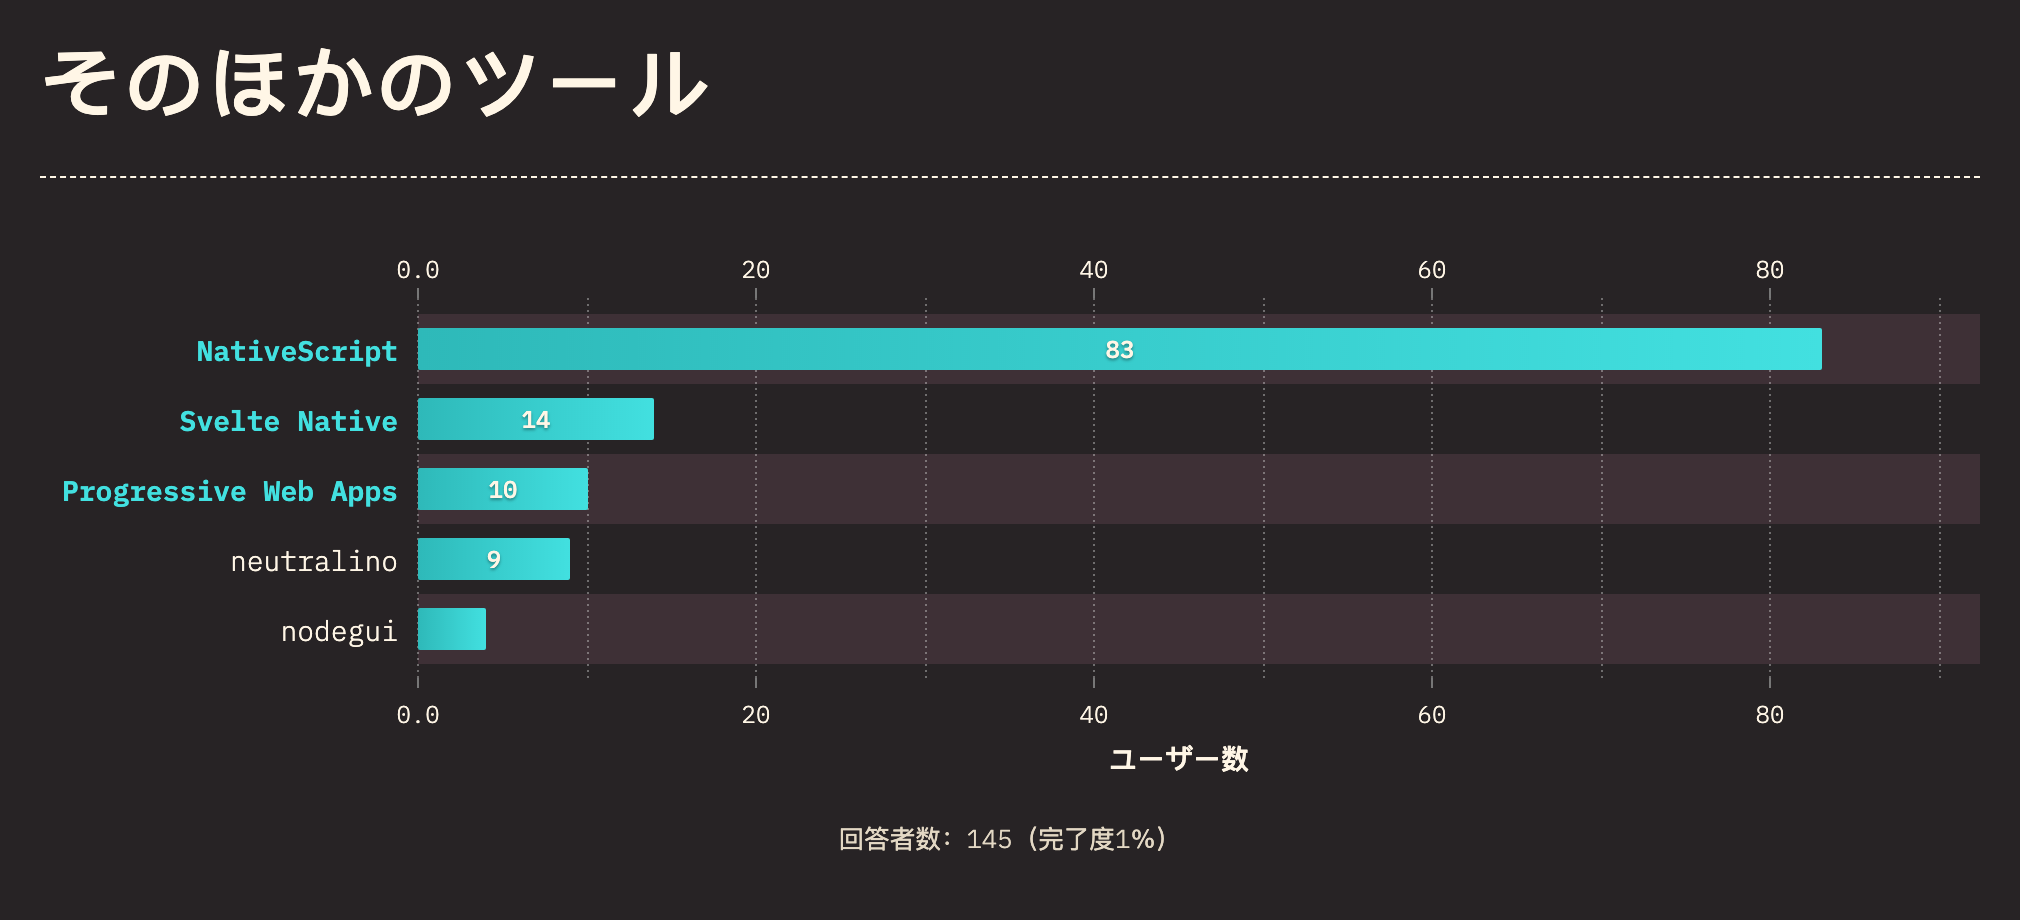 そのほかのツール
0.0 20 40 60 80
NativeScript 83
Svelte Native 14
Progressive Web Apps 10
neutralino 9
nodegui
0.0 20 40 60 80
ユーザー数
回答者数: 145 (完了度1%)